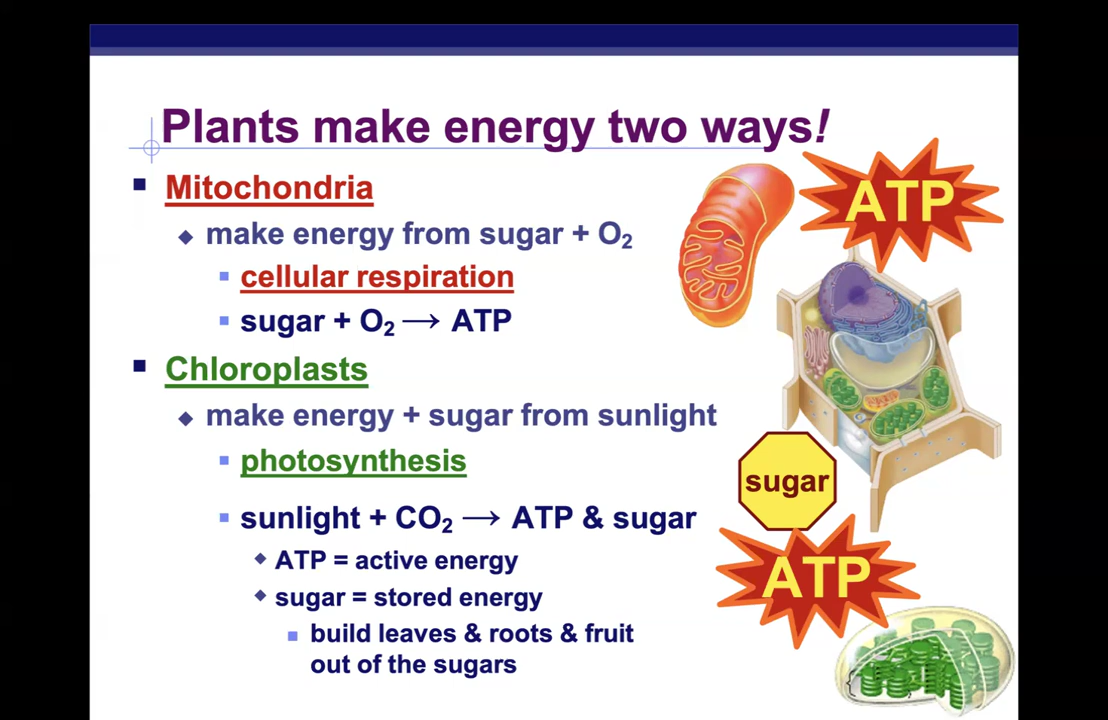 Plants make energy two ways!
Mitochondria
make energy from sugar + O₂
cellular respiration
sugar + O₂ → ATP
Chloroplasts
make energy + sugar from sunlight
photosynthesis
sunlight + CO₂ → ATP & sugar
ATP = active energy
sugar = stored energy
build leaves & roots & fruit
out of the sugars
ATP
sugar
ATP